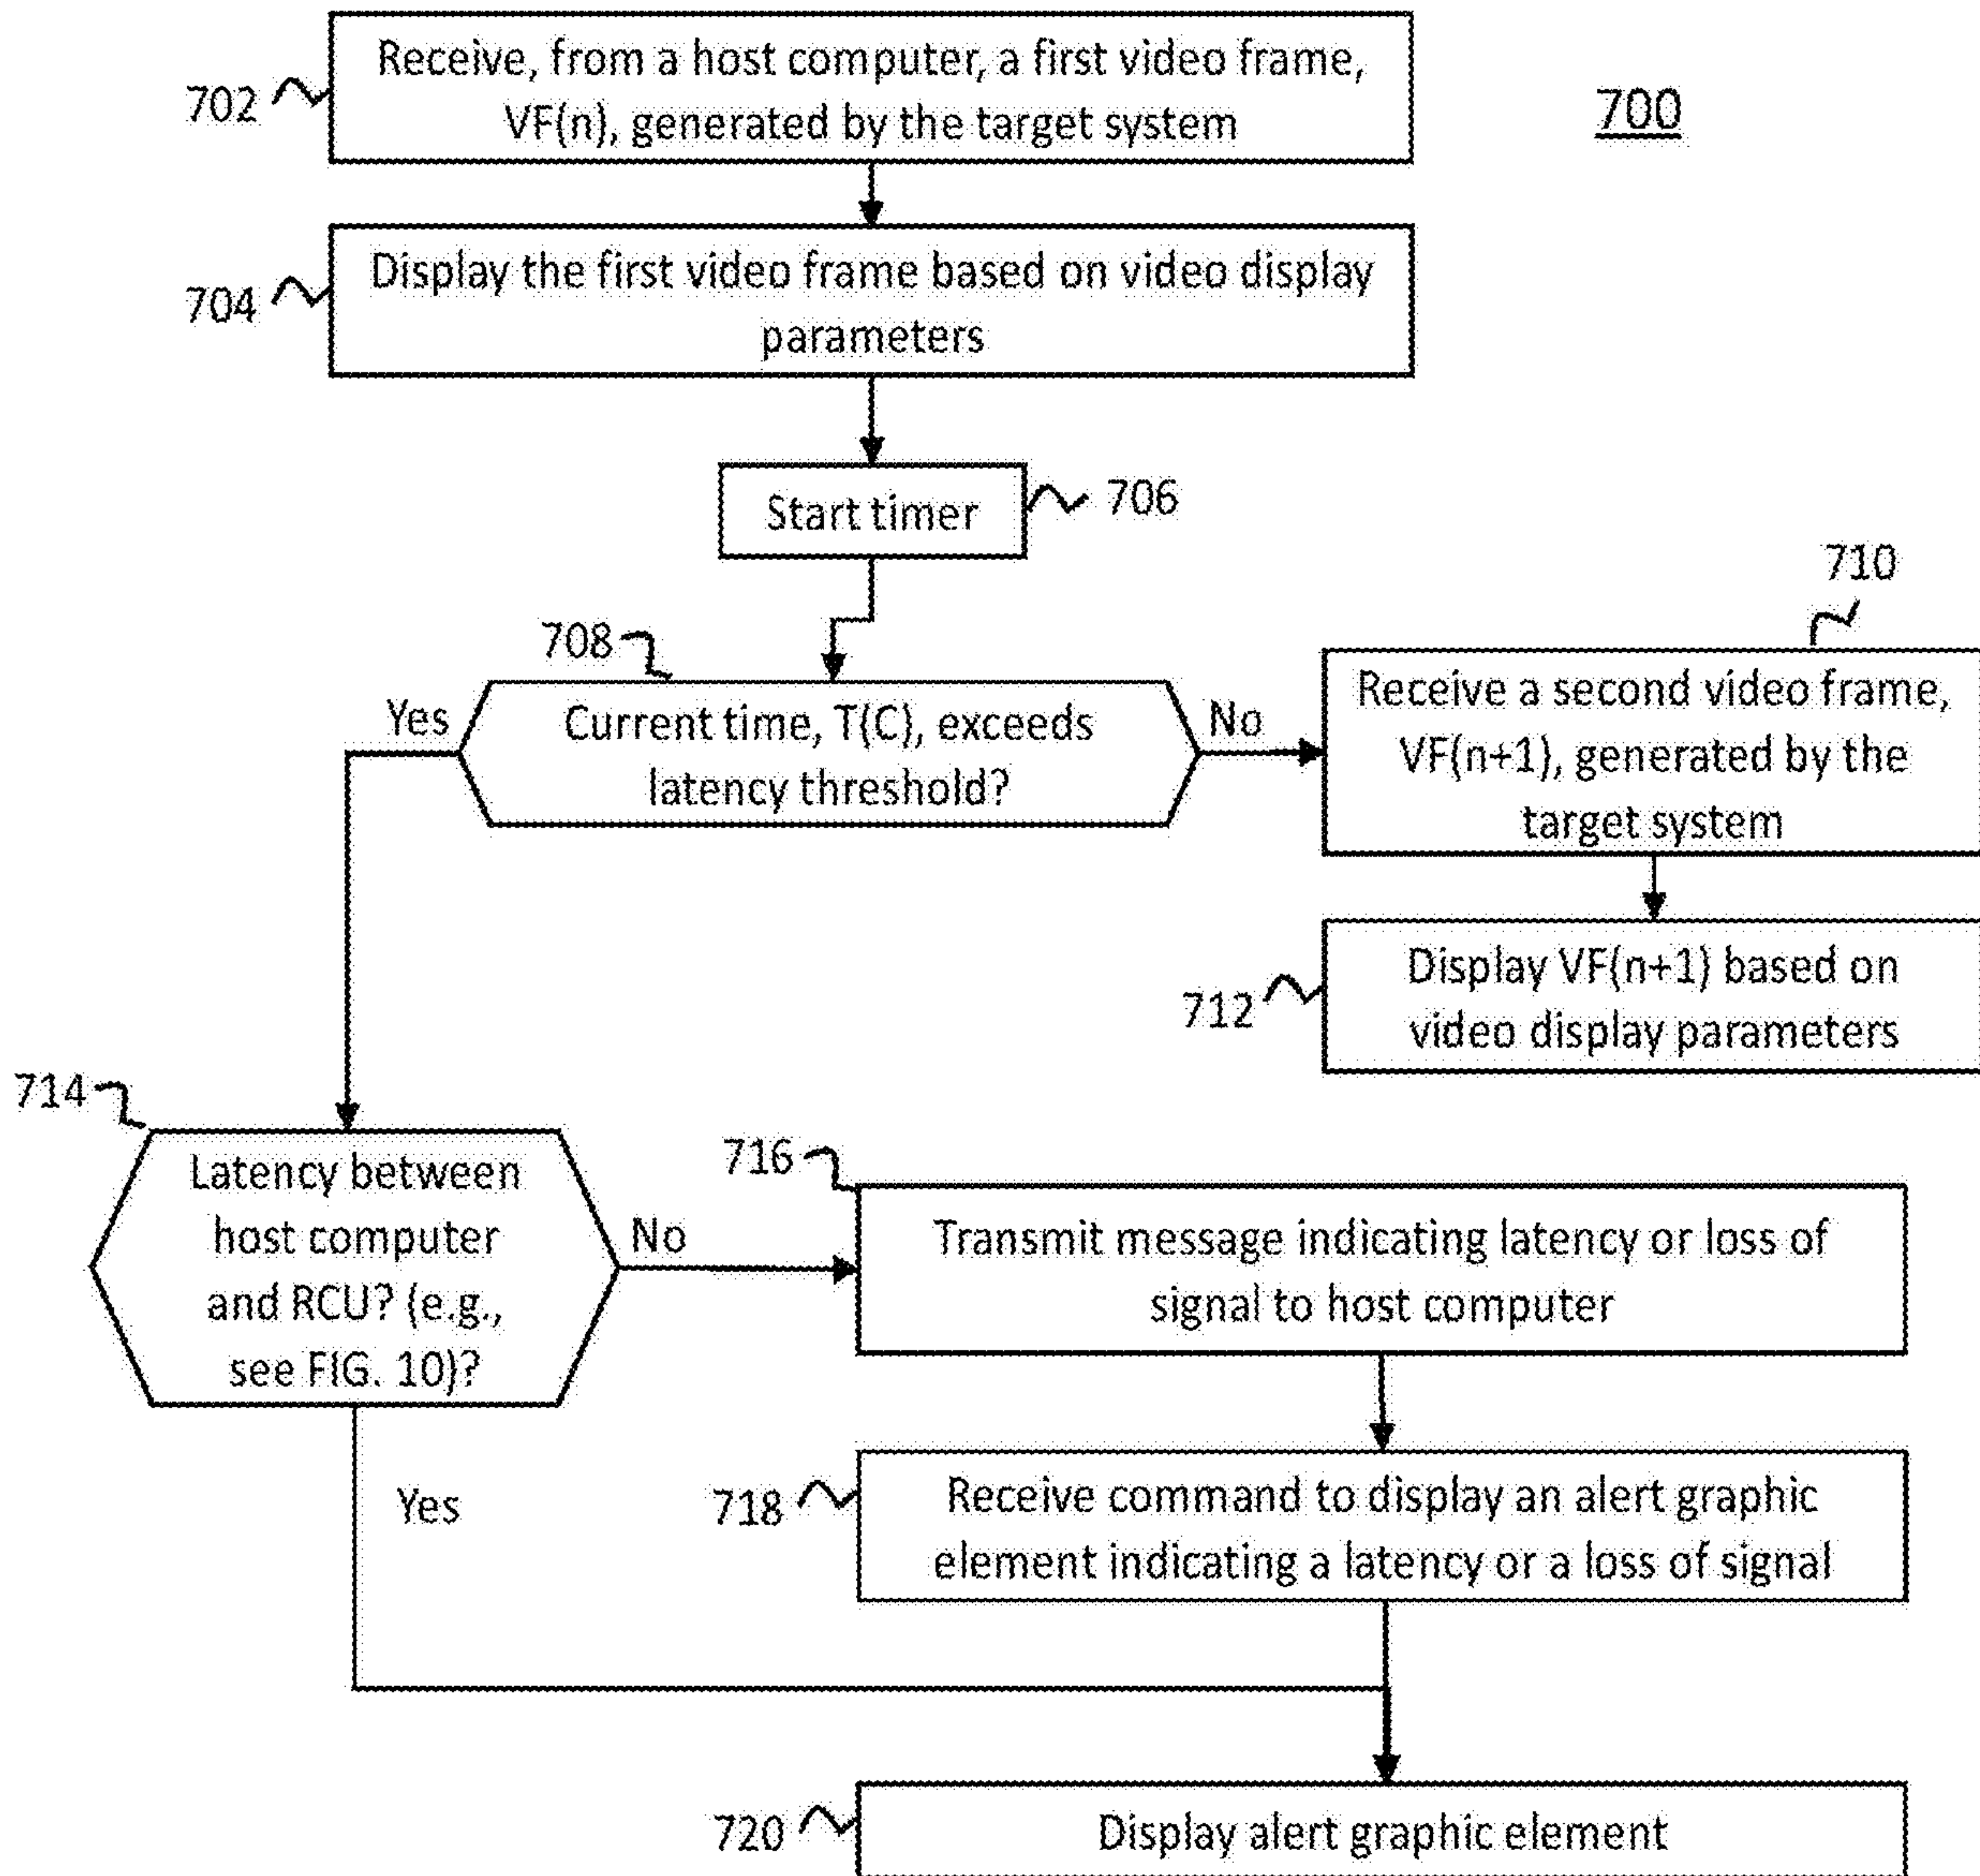 Receive, from a host computer, a first video frame,
VF(n), generated by the target system
702
700
Display the first video frame based on video display
parameters
704
Start timer
706
710
708
Yes
Current time, T(C), exceeds
latency threshold?
No
Receive a second video frame,
VF(n+1), generated by the
target system
Display VF(n+1) based on
video display parameters
712
714
Latency between
host computer
and RCU? (e.g.,
see FIG. 10)?
No
Yes
716
Transmit message indicating latency or loss of
signal to host computer
718
Receive command to display an alert graphic
element indicating a latency or a loss of signal
720
Display alert graphic element